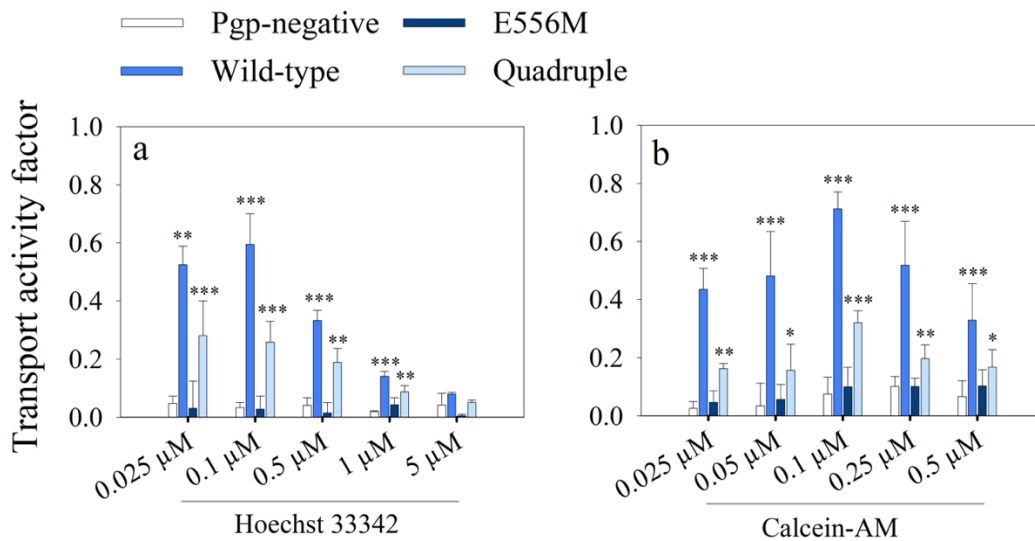 Pgp-negative
E556M
Wild-type
Quadruple
Transport activity factor
a
1.0
0.8
0.6
0.4
0.2
0.0
**
***
***
***
***
**
***
**
0.025 µM
0.1 µM
0.5 µM
1 µM
5 µM
Hoechst 33342
b
1.0
0.8
0.6
0.4
0.2
0.0
***
**
***
*
***
***
***
**
***
*
0.025 µM
0.05 µM
0.1 µM
0.25 µM
0.5 µM
Calcein-AM